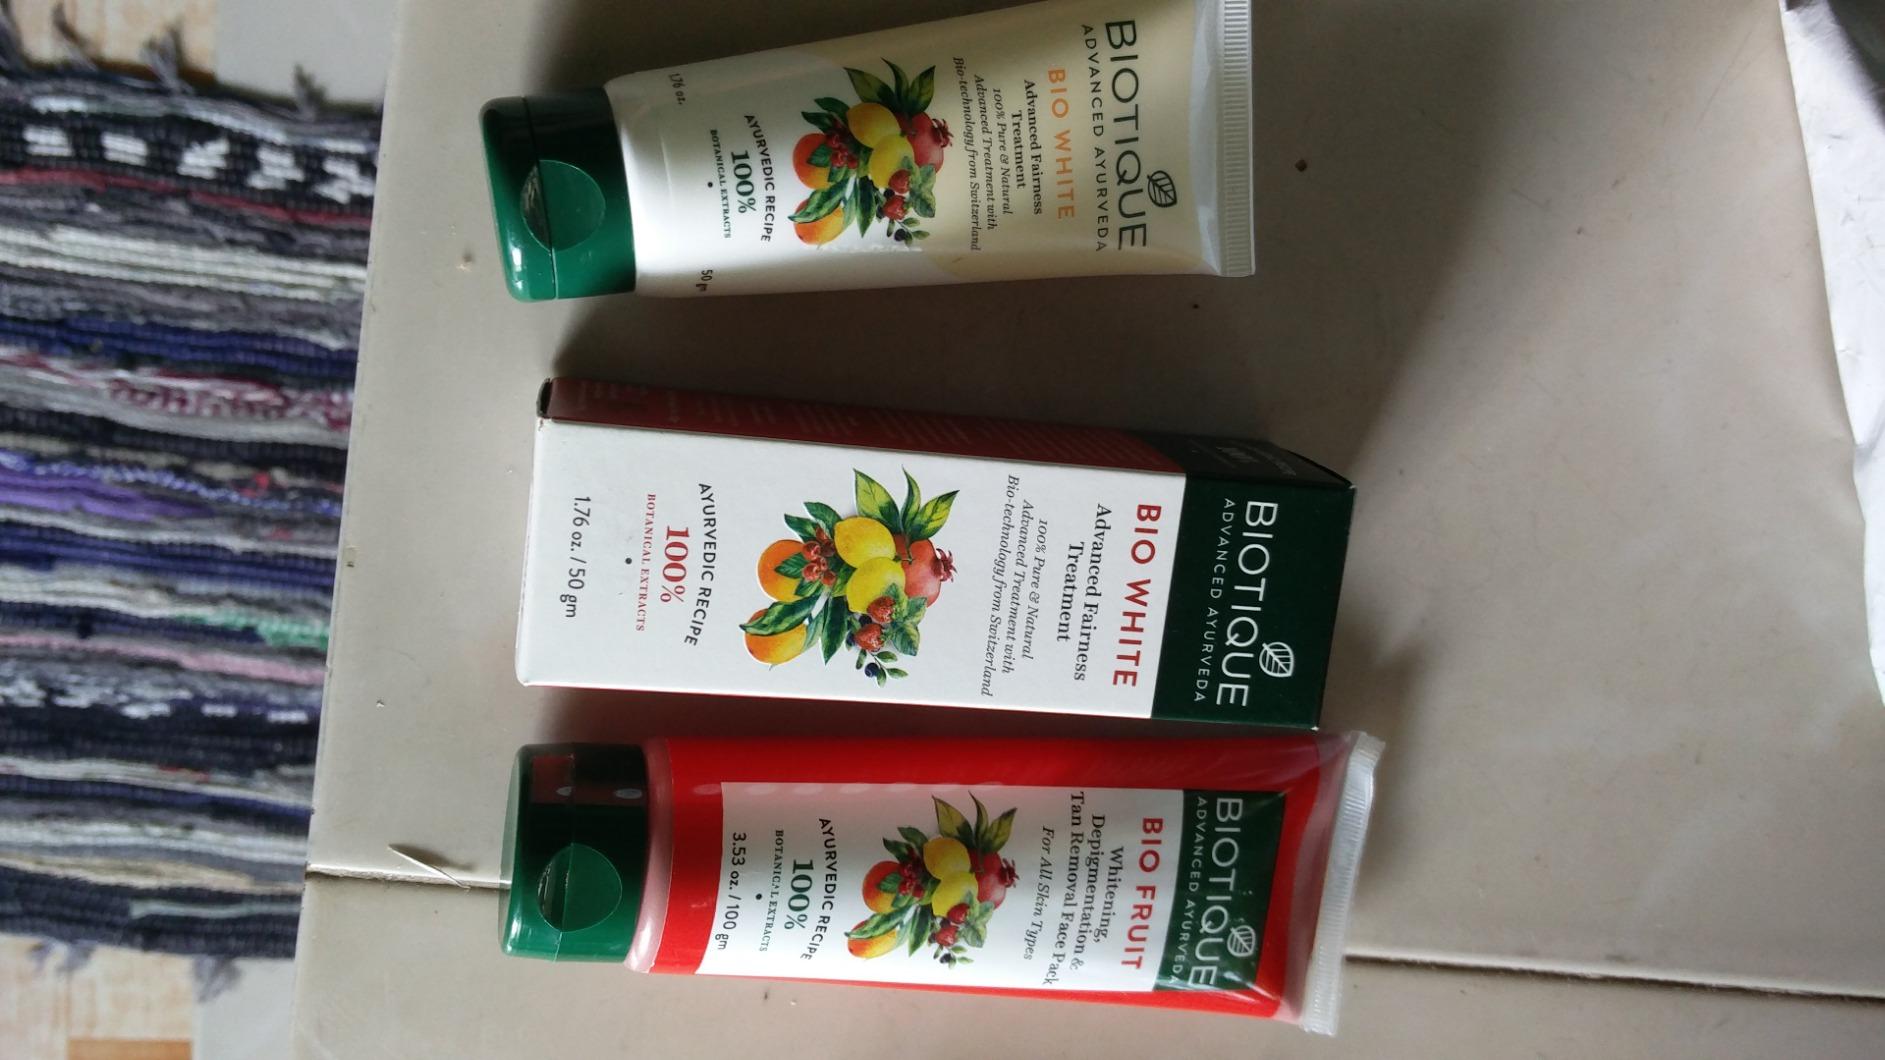 BIOTIQUE
ADVANCED AYURVEDA
BIO WHITE
Advanced Fairness
Treatment
100% Pure & Natural
Advanced Treatment with
Bio-technology from Switzerland
AYURVEDIC RECIPE
100%
BOTANICAL EXTRACTS
1.76 oz.
50 gm
BIOTIQUE
ADVANCED AYURVEDA
BIO WHITE
Advanced Fairness
Treatment
100% Pure & Natural
Advanced Treatment with
Bio-technology from Switzerland
AYURVEDIC RECIPE
100%
BOTANICAL EXTRACTS
1.76 oz. / 50 gm
BIOTIQUE
ADVANCED AYURVEDA
BIO FRUIT
Whitening,
Depigmentation &
Tan Removal Face Pack
For All Skin Types
AYURVEDIC RECIPE
100%
BOTANICAL EXTRACTS
3.53 oz. / 100 gm